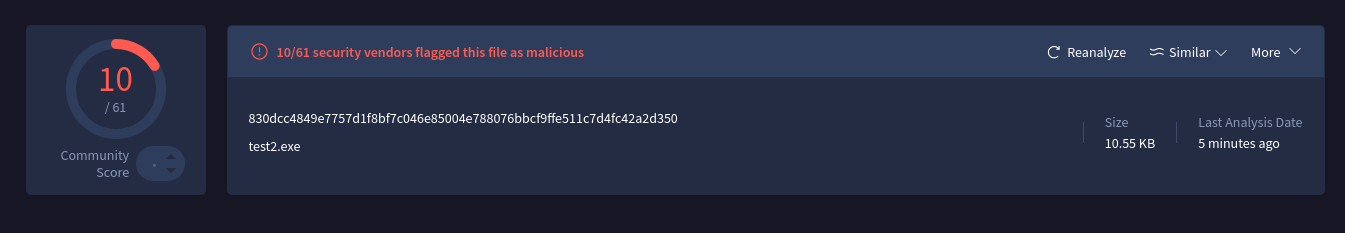 10
/ 61
Community
Score
10/61 security vendors flagged this file as malicious
Reanalyze
Similar
More
830dcc4849e7757d1f8bf7c046e85004e788076bbcf9ffe511c7d4fc42a2d350
test2.exe
Size
10.55 KB
Last Analysis Date
5 minutes ago